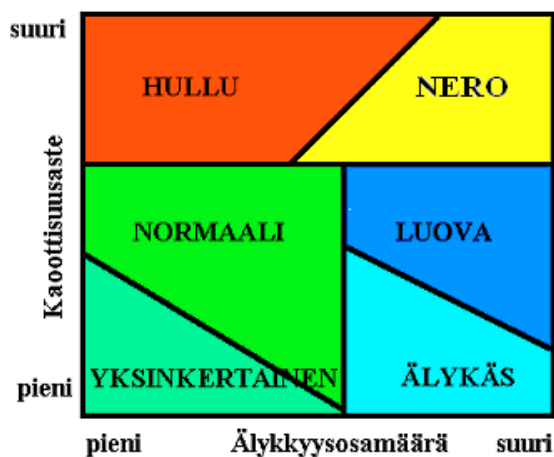 suuri
HULLU
NERO
Kaoottisuusaste
NORMAALI
LUOVA
YKSINKERTAINEN
ÄLYKÄS
pieni
pieni
Älykkyysosamäärä
suuri